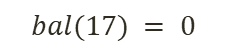 bal(17) = 0